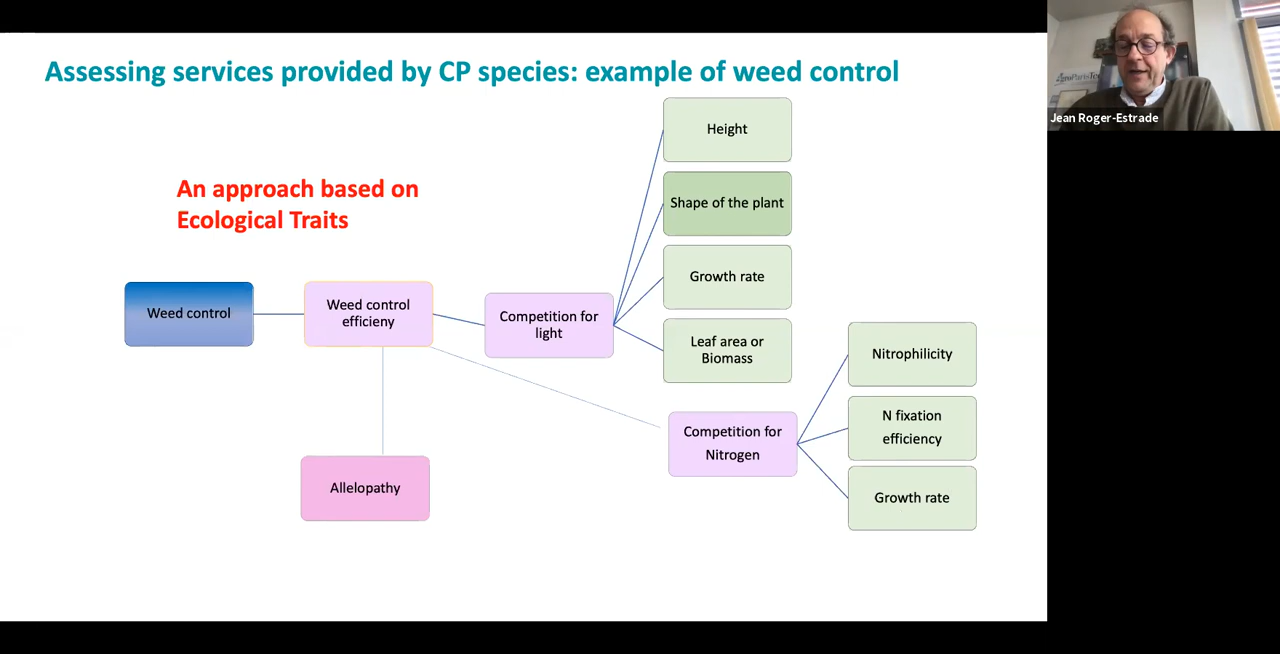 Assessing services provided by CP species: example of weed control
An approach based on
Ecological Traits
Weed control
Weed control
efficieny
Allelopathy
Competition for
light
Height
Shape of the plant
Growth rate
Leaf area or
Biomass
Competition for
Nitrogen
Nitrophilicity
N fixation
efficiency
Growth rate
Jean Roger-Estrade